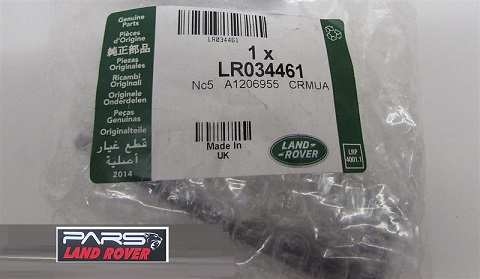 Genuine
Parts
Pièces
d'Origine
純正部品
Piezas
Originales
Ricambi
Originali
Originele
Onderdelen
Peças
Genuínas
Originalteile
قطع غيار
أصلية
2014
LR034461
1 x
LR034461
Nc5 A1206955 CRMUA
Made In
UK
LAND-
ROVER
LRP
4001.1
PARS
LAND ROVER